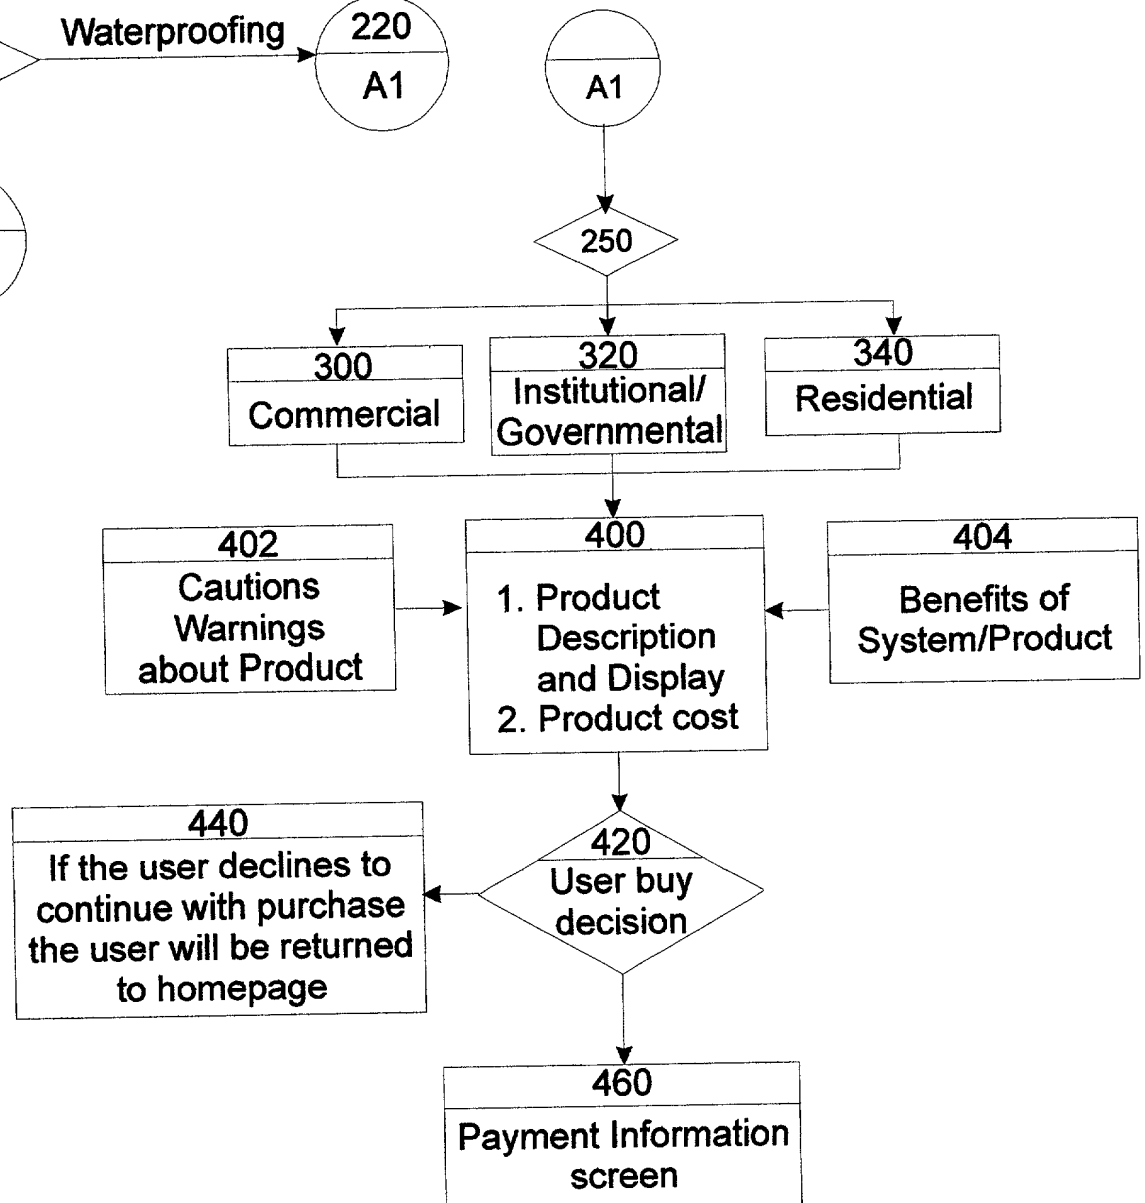 Waterproofing
220
A1
A1
250
300
Commercial
320
Institutional/
Governmental
340
Residential
402
Cautions
Warnings
about Product
400
1. Product
Description
and Display
2. Product cost
404
Benefits of
System/Product
440
If the user declines to
continue with purchase
the user will be returned
to homepage
420
User buy
decision
460
Payment Information
screen